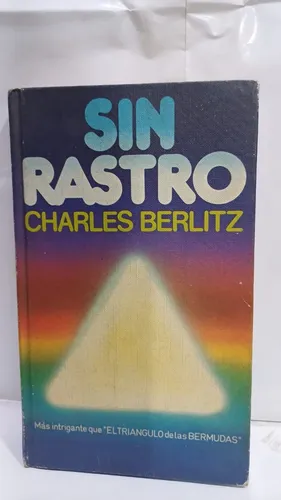 SIN
RASTRO
CHARLES BERLITZ
Más intrigante que "EL TRIANGULO de las BERMUDAS"